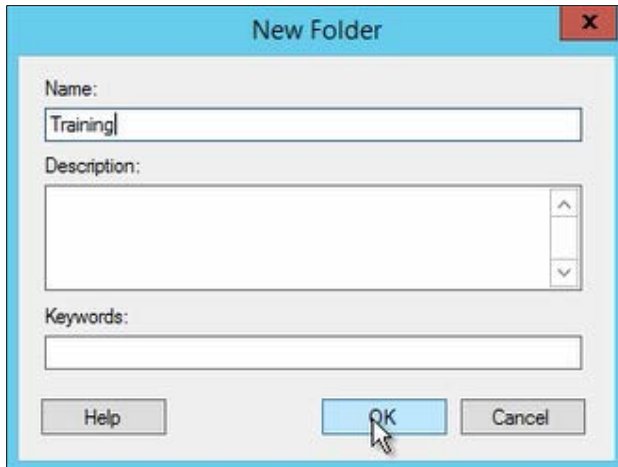 New Folder
x
Name:
Training
Description:
Keywords:
Help OK Cancel